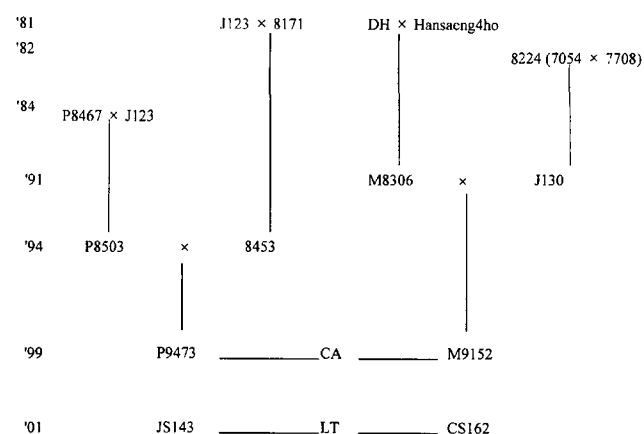 '81 J123 × 8171 DH × Hansaeng4ho
'82 8224 (7054 × 7708)
'84 P8467 × J123
'91 M8306 × J130
'94 P8503 × 8453
'99 P9473 CA M9152
'01 JS143 LT CS162